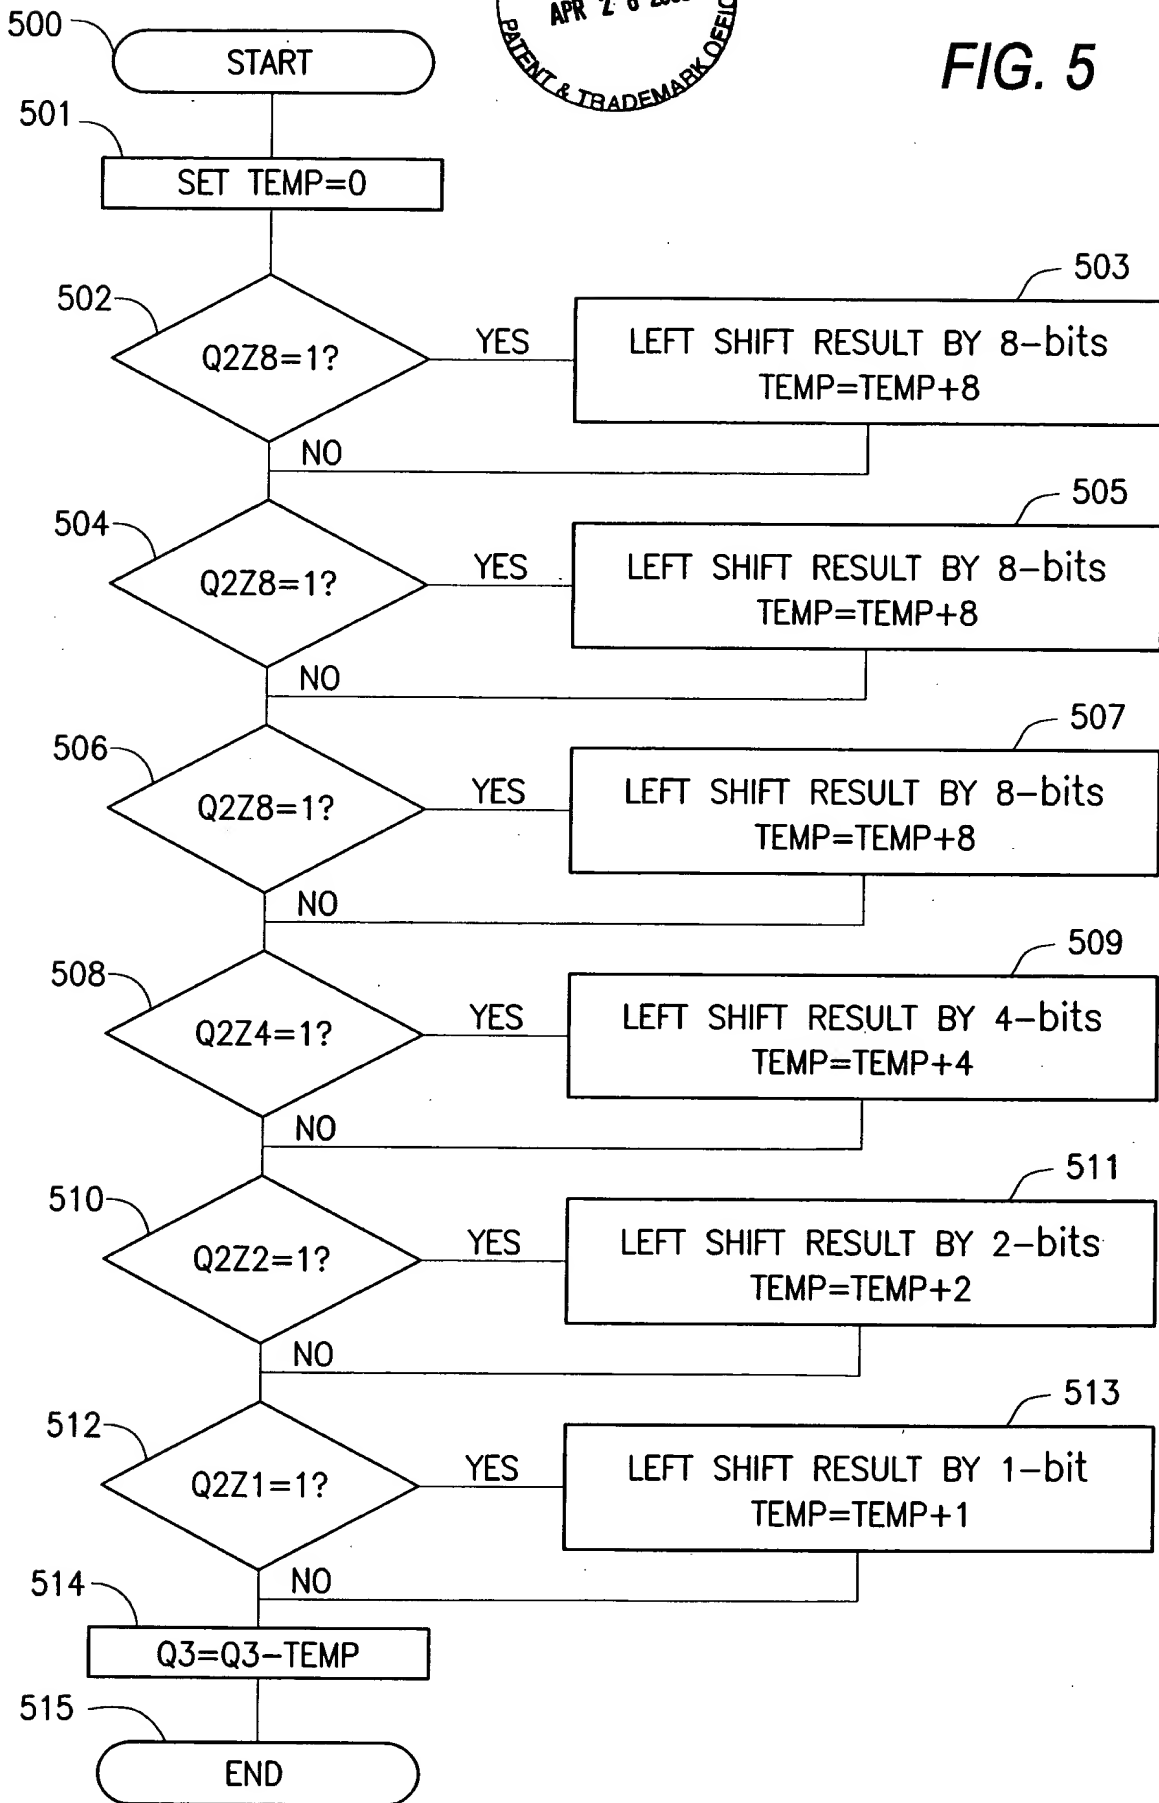 APR 2 6
PATENT & TRADEMARK OFFIC
FIG. 5
500
START
501
SET TEMP=0
502
Q2Z8=1?
YES
503
LEFT SHIFT RESULT BY 8-bits
TEMP=TEMP+8
NO
504
Q2Z8=1?
YES
505
LEFT SHIFT RESULT BY 8-bits
TEMP=TEMP+8
NO
506
Q2Z8=1?
YES
507
LEFT SHIFT RESULT BY 8-bits
TEMP=TEMP+8
NO
508
Q2Z4=1?
YES
509
LEFT SHIFT RESULT BY 4-bits
TEMP=TEMP+4
NO
510
Q2Z2=1?
YES
511
LEFT SHIFT RESULT BY 2-bits
TEMP=TEMP+2
NO
512
Q2Z1=1?
YES
513
LEFT SHIFT RESULT BY 1-bit
TEMP=TEMP+1
NO
514
Q3=Q3-TEMP
515
END